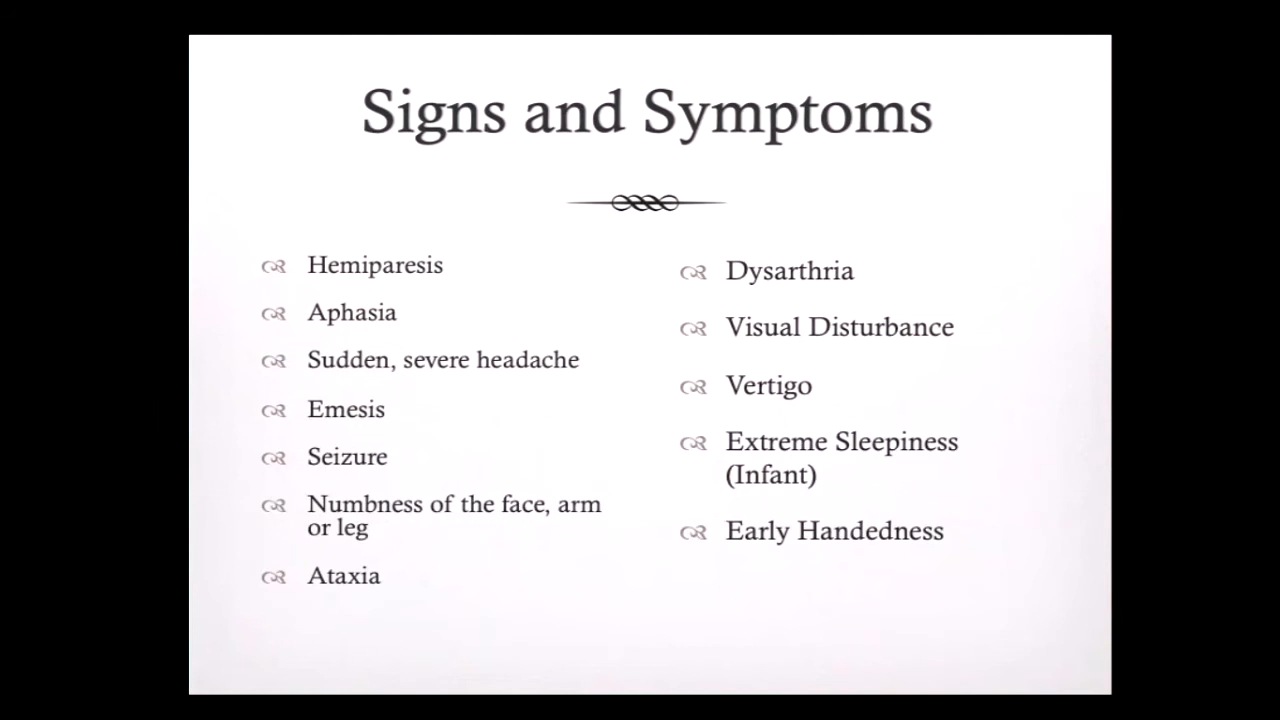 Signs and Symptoms
Hemiparesis
Aphasia
Sudden, severe headache
Emesis
Seizure
Numbness of the face, arm
or leg
Ataxia
Dysarthria
Visual Disturbance
Vertigo
Extreme Sleepiness
(Infant)
Early Handedness